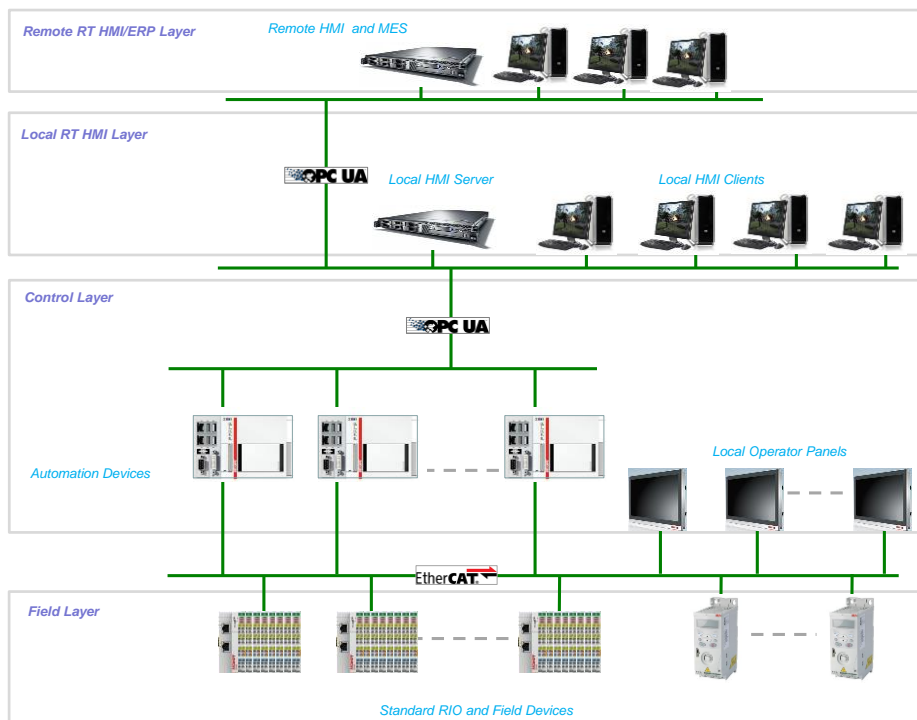 Remote RT HMI/ERP Layer
Remote HMI and MES
Local RT HMI Layer
OPC UA
Local HMI Server
Local HMI Clients
Control Layer
OPC UA
Automation Devices
Local Operator Panels
EtherCAT
Field Layer
Standard RIO and Field Devices